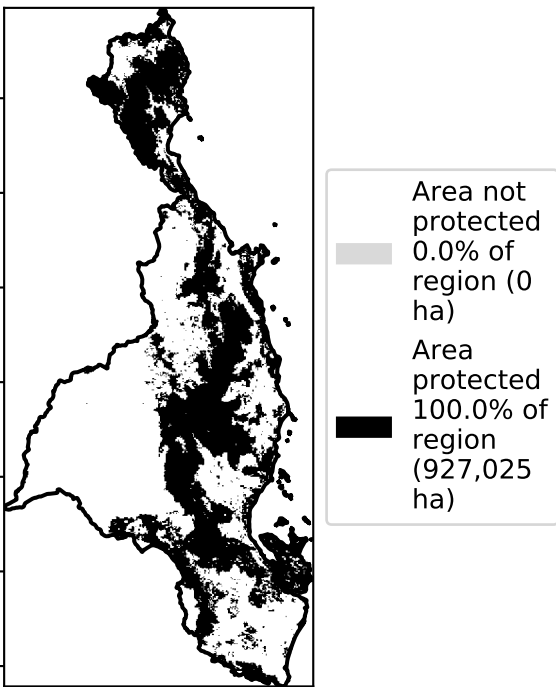 Area not
protected
0.0% of
region (0
ha)
Area
protected
100.0% of
region
(927,025
ha)